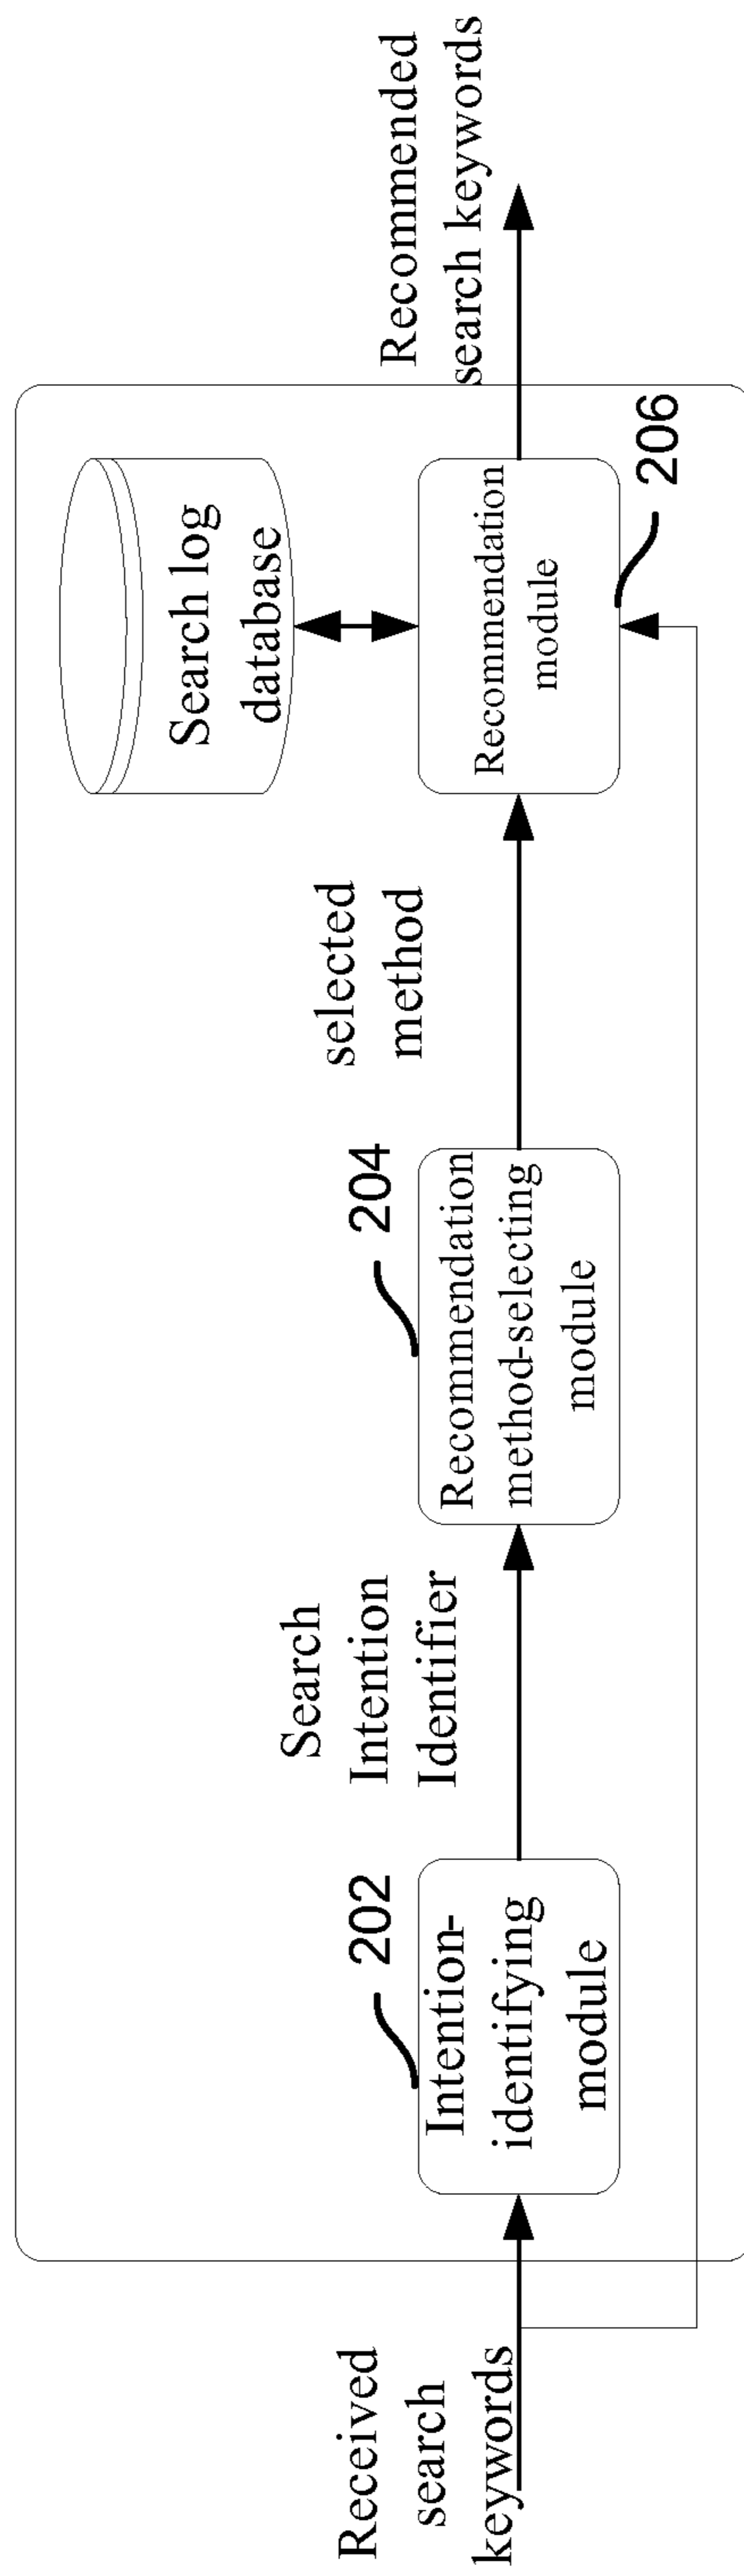 Received
search
keywords
202
Intention-
identifying
module
Search
Intention
Identifier
204
Recommendation
method-selecting
module
selected
method
Search log
database
Recommendation
module
206
Recommended
search keywords